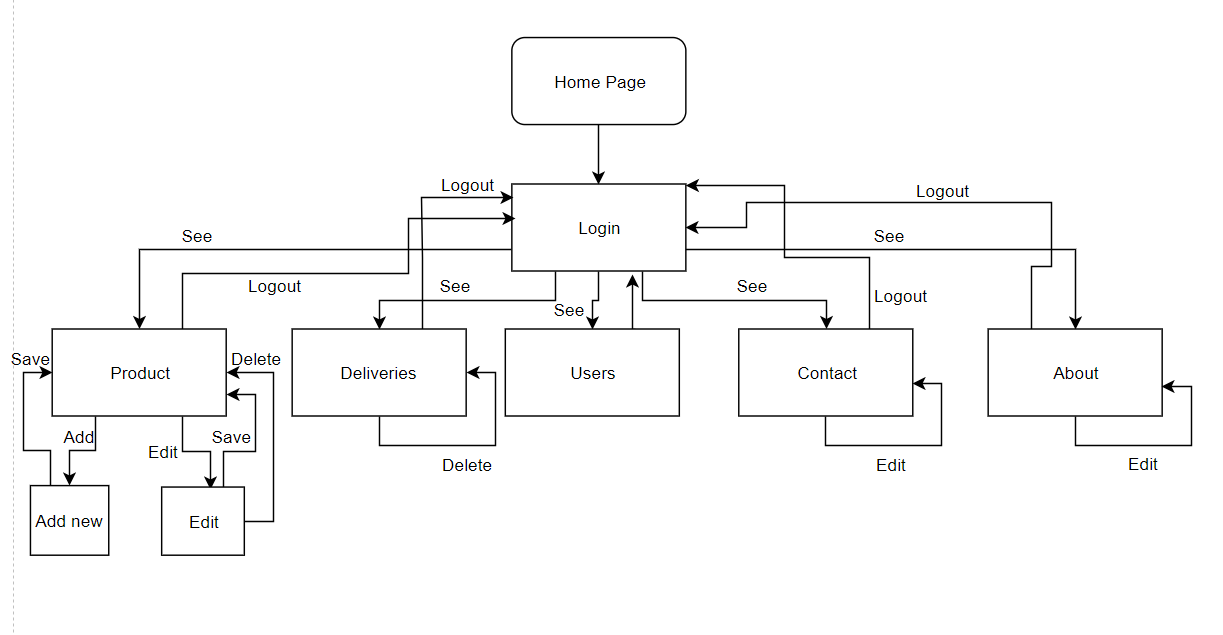 Home Page
Logout
Logout
Login
See
See
Logout
See
See
Logout
See
Save
Delete
Product
Deliveries
Users
Contact
About
Add
Save
Edit
Delete
Edit
Edit
Add new
Edit